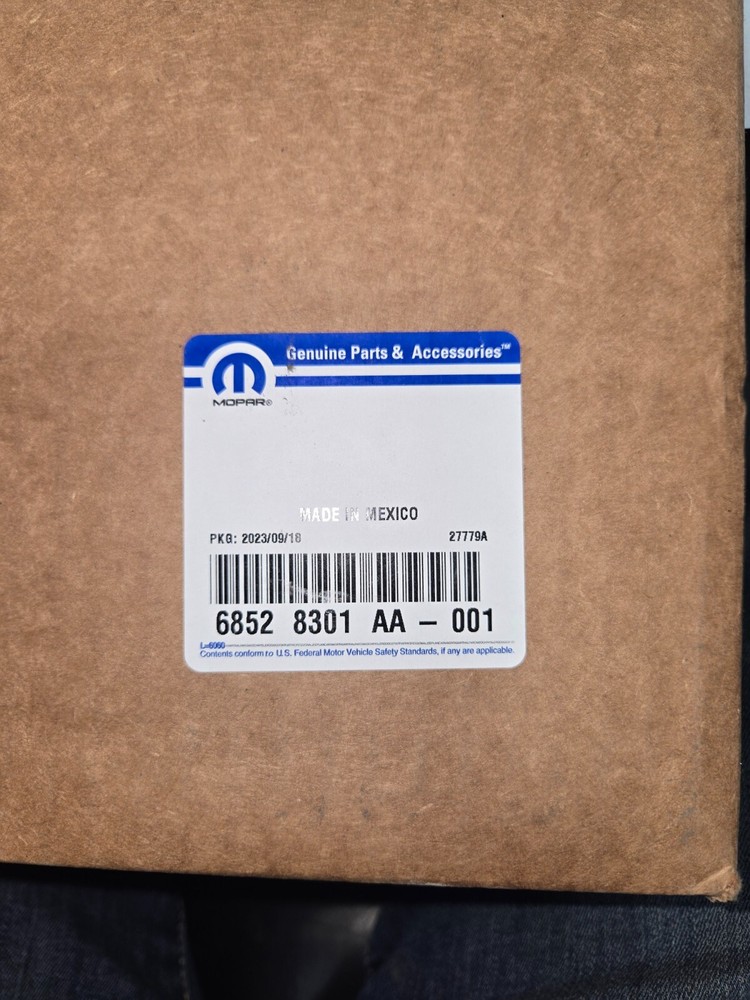 Genuine Parts & Accessories™
MOPAR®
MADE IN MEXICO
PKG: 2023/09/18 27779A
6852 8301 AA – 001
L-6060
Contents conform to U.S. Federal Motor Vehicle Safety Standards, if any are applicable.